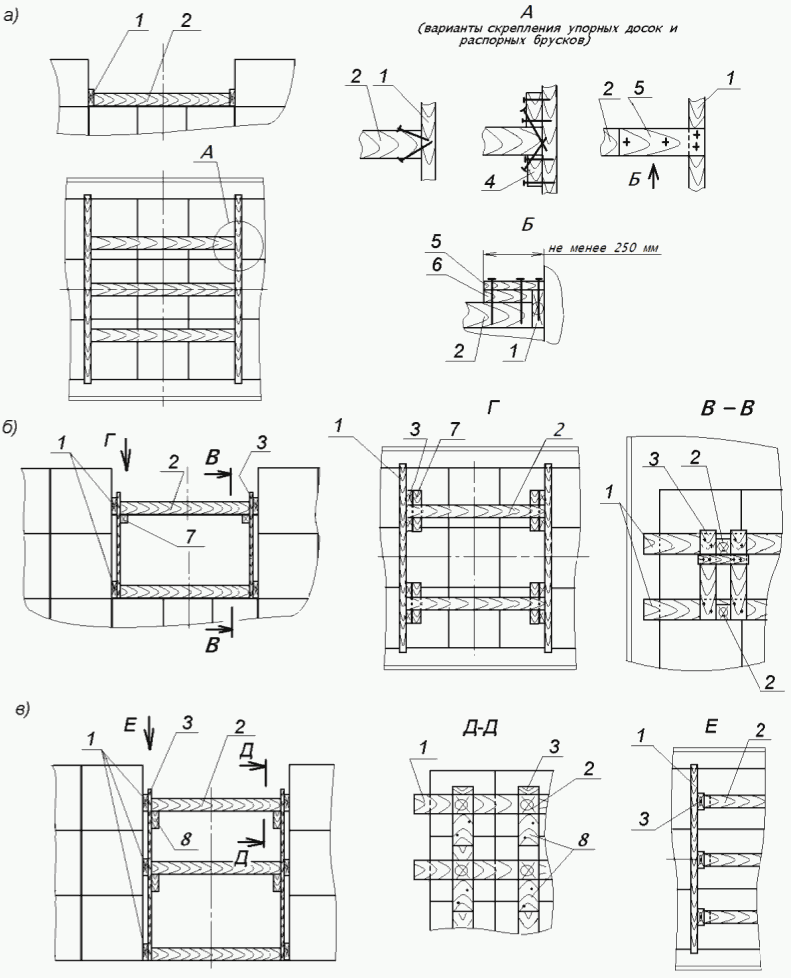 а)
1 2
А
(варианты скрепления упорных досок и
распорных брусков)
2 1
4
2 5 1
Б
А
Б
не менее 250 мм
5
6
2 1
б)
1 Г 2 В 3
7
В
Г
1 3 7 2
В – В
1 3 2
2
в)
1 Е 3 2 Д
8 Д
Д-Д
1 3 2
8
Е
1 2
3